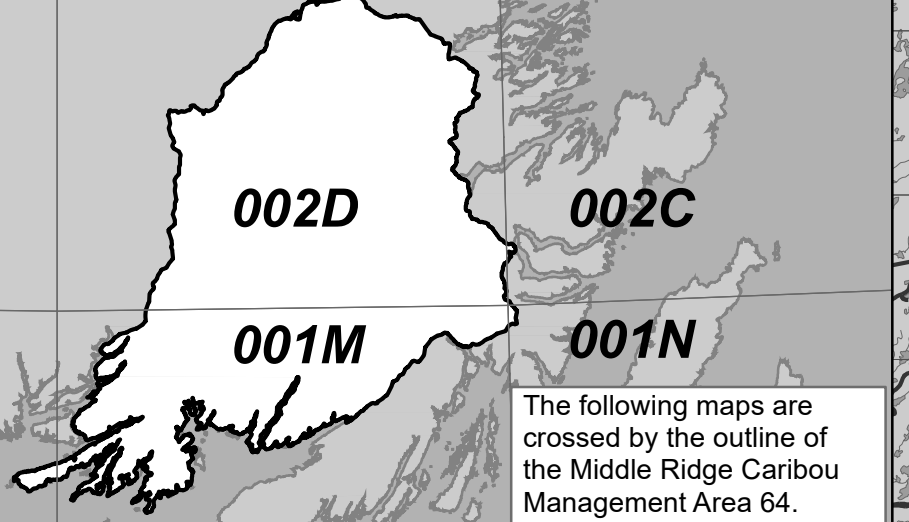 002D 002C
001M 001N
The following maps are
crossed by the outline of
the Middle Ridge Caribou
Management Area 64.